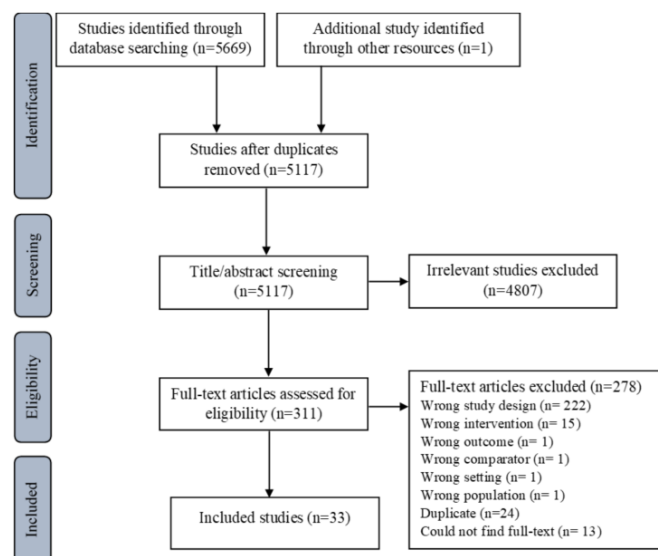 Identification
Studies identified through
database searching (n=5669)
Additional study identified
through other resources (n=1)
Studies after duplicates
removed (n=5117)
Screening
Title/abstract screening
(n=5117)
Irrelevant studies excluded
(n=4807)
Eligibility
Full-text articles assessed for
eligibility (n=311)
Full-text articles excluded (n=278)
Wrong study design (n= 222)
Wrong intervention (n= 15)
Wrong outcome (n= 1)
Wrong comparator (n= 1)
Wrong setting (n= 1)
Wrong population (n= 1)
Duplicate (n=24)
Could not find full-text (n= 13)
Included
Included studies (n=33)